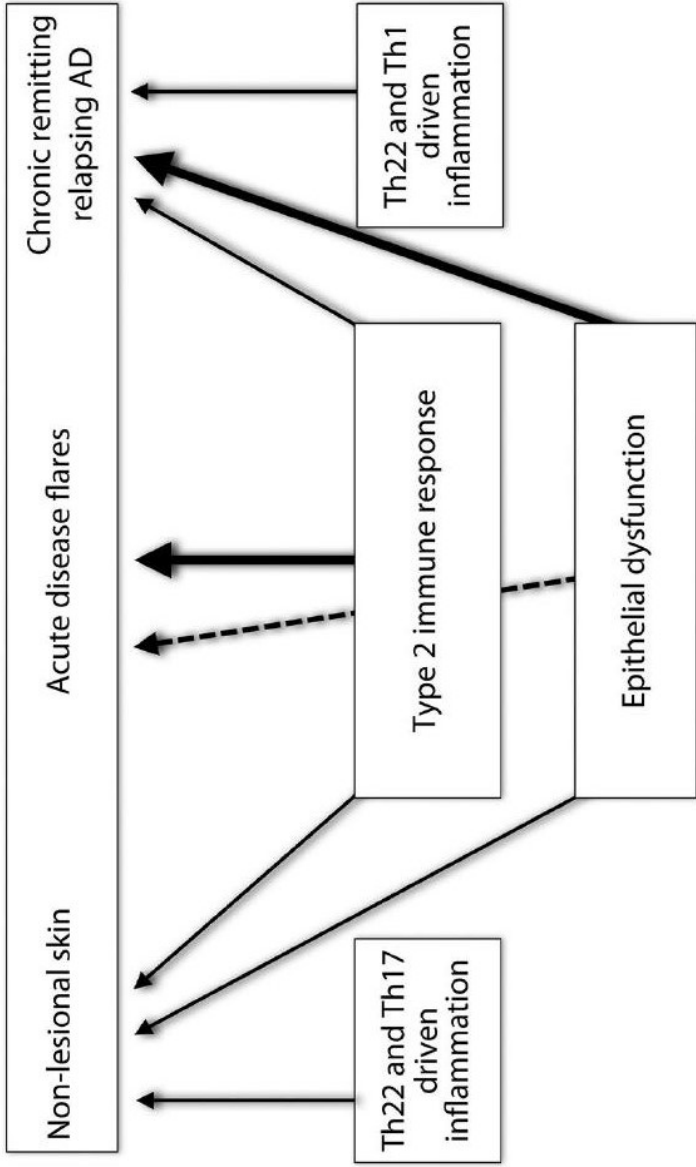 Non-lesional skin
Acute disease flares
Chronic remitting
relapsing AD
Th22 and Th17
driven
inflammation
Type 2 immune response
Th22 and Th1
driven
inflammation
Epithelial dysfunction